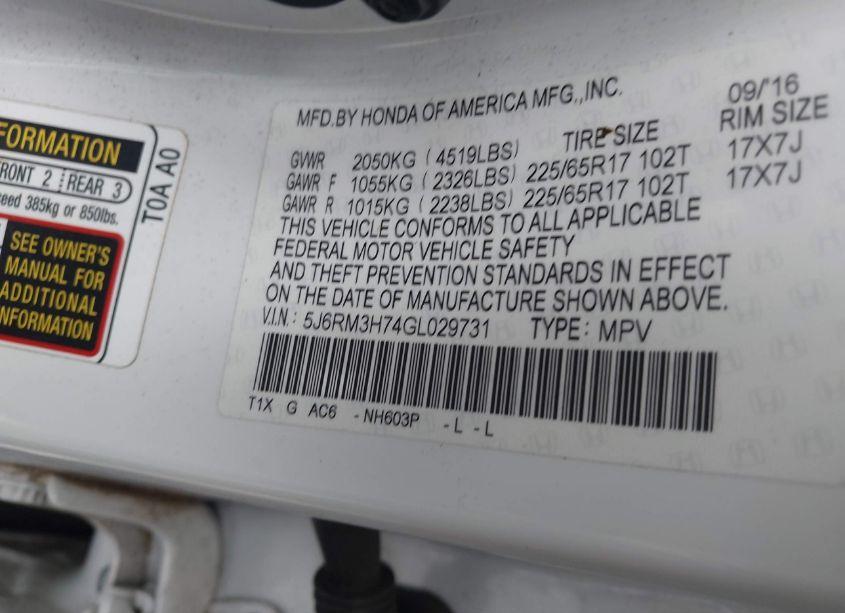 FORMATION
FRONT 2 REAR 3
eed 385kg or 850lbs.
SEE OWNER'S
MANUAL FOR
ADDITIONAL
INFORMATION
T0A A0
MFD.BY HONDA OF AMERICA MFG.,INC. 09/'16
TIRE SIZE RIM SIZE
GVWR 2050KG (4519LBS)
GAWR F 1055KG (2326LBS) 225/65R17 102T 17X7J
GAWR R 1015KG (2238LBS) 225/65R17 102T 17X7J
THIS VEHICLE CONFORMS TO ALL APPLICABLE
FEDERAL MOTOR VEHICLE SAFETY
AND THEFT PREVENTION STANDARDS IN EFFECT
ON THE DATE OF MANUFACTURE SHOWN ABOVE.
V.I.N.: 5J6RM3H74GL029731 TYPE: MPV
T1X G AC6 -NH603P -L -L